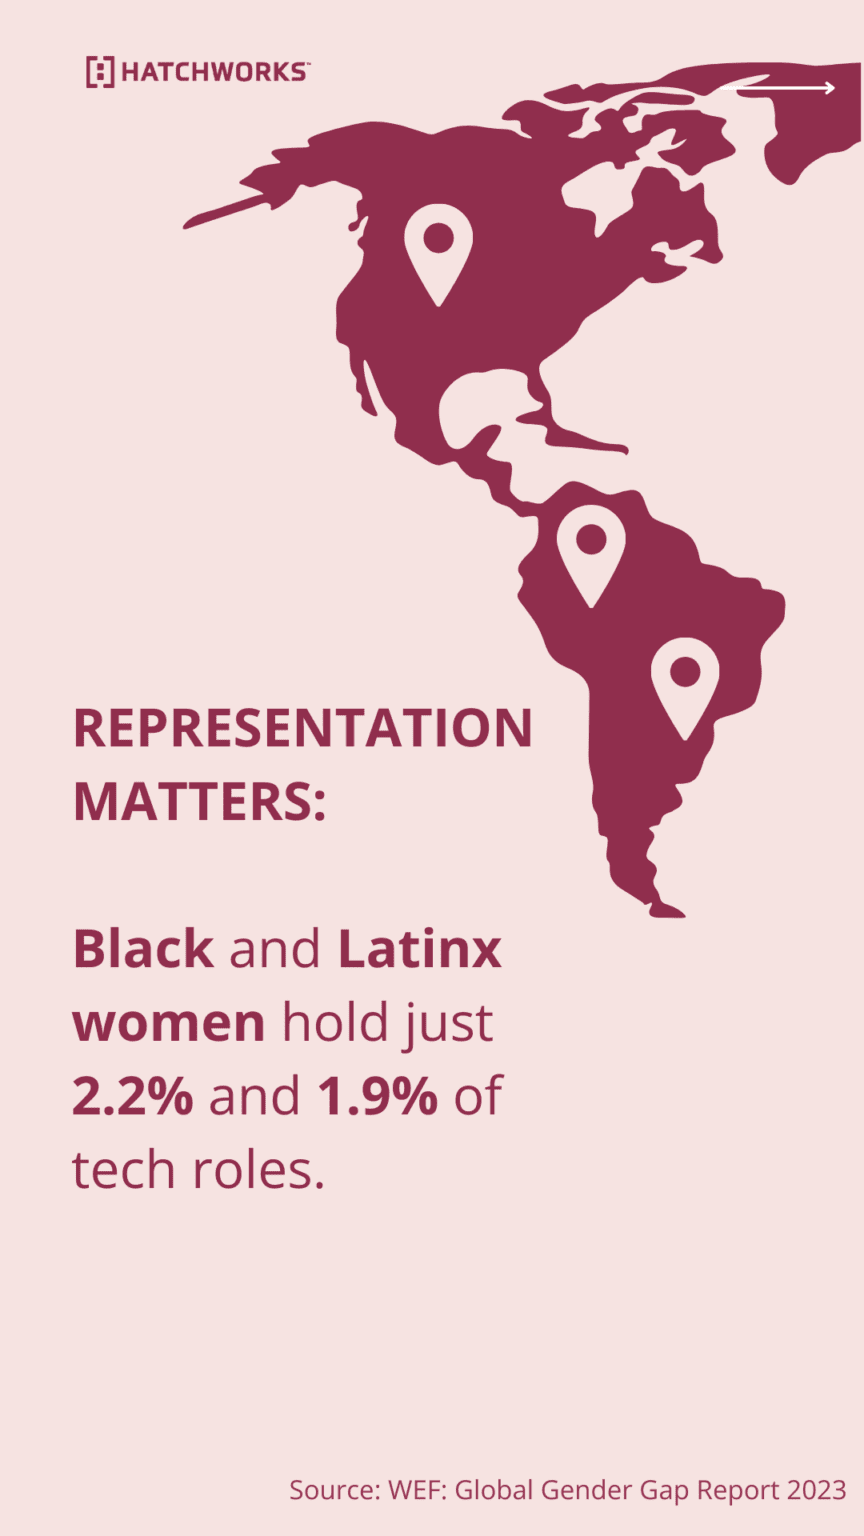 HATCHWORKS™
REPRESENTATION
MATTERS:
Black and Latinx
women hold just
2.2% and 1.9% of
tech roles.
Source: WEF: Global Gender Gap Report 2023